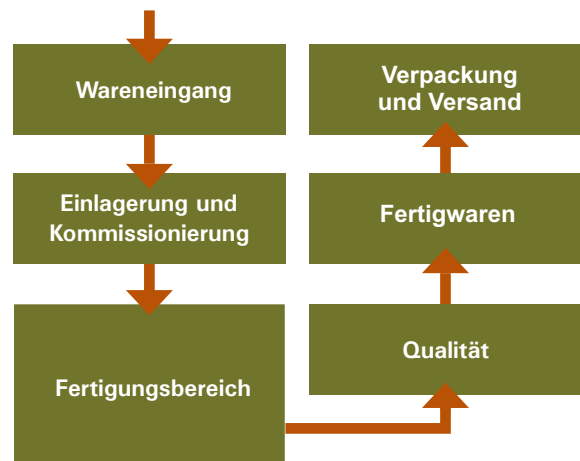 Wareneingang
Einlagerung und
Kommissionierung
Fertigungsbereich
Qualität
Fertigwaren
Verpackung
und Versand